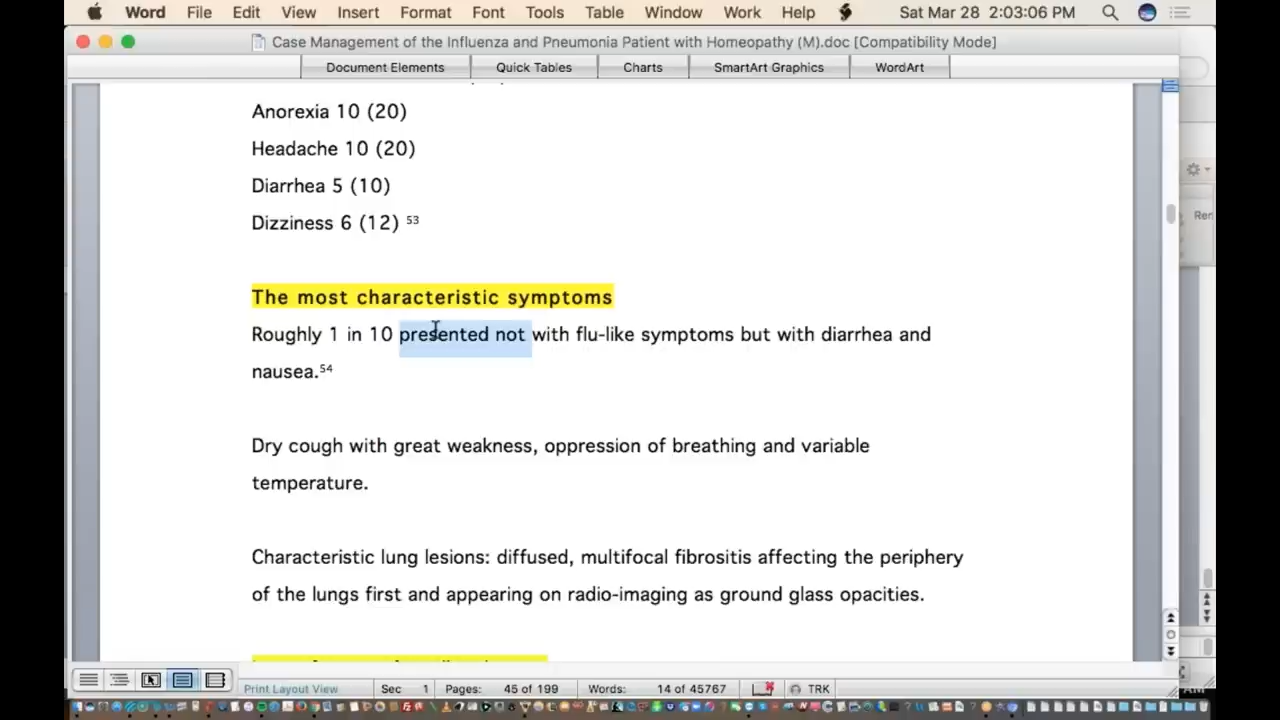 Word File Edit View Insert Format Font Tools Table Window Work Help Sat Mar 28 2:03:06 PM
Case Management of the Influenza and Pneumonia Patient with Homeopathy (M).doc [Compatibility Mode]
Document Elements Quick Tables Charts SmartArt Graphics WordArt
Anorexia 10 (20)
Headache 10 (20)
Diarrhea 5 (10)
Dizziness 6 (12) 53
The most characteristic symptoms
Roughly 1 in 10 presented not with flu-like symptoms but with diarrhea and
nausea.54
Dry cough with great weakness, oppression of breathing and variable
temperature.
Characteristic lung lesions: diffused, multifocal fibrositis affecting the periphery
of the lungs first and appearing on radio-imaging as ground glass opacities.
Print Layout View Sec 1 Pages: 45 of 199 Words: 14 of 45767 TRK